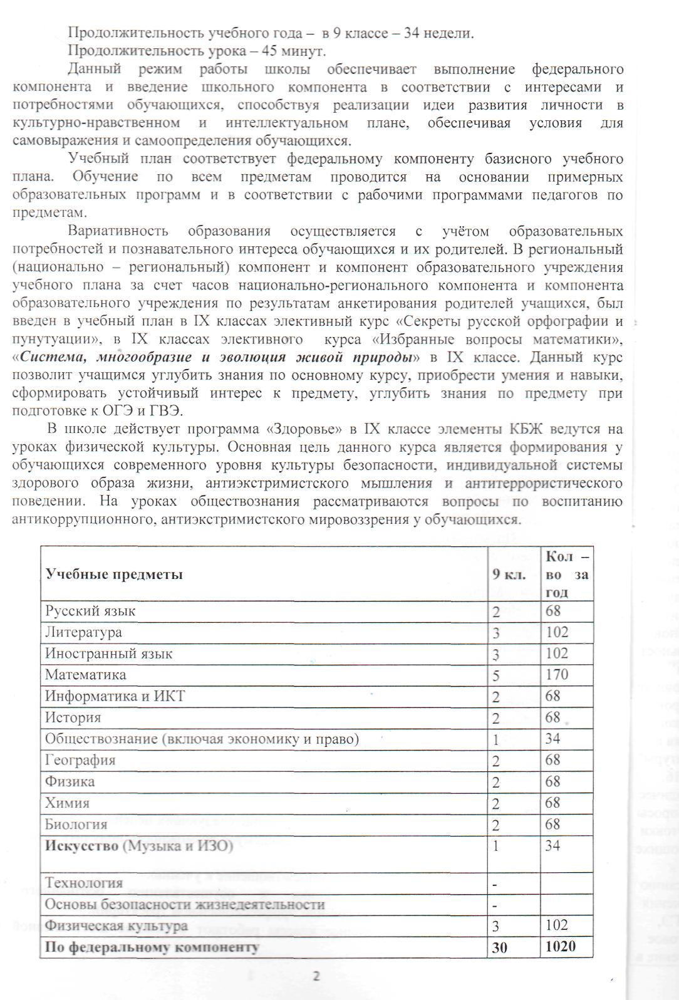 Продолжительность учебного года – в 9 классе – 34 недели.
Продолжительность урока – 45 минут.
Данный режим работы школы обеспечивает выполнение федерального
компонента и введение школьного компонента в соответствии с интересами и
потребностями обучающихся, способствуя реализации идеи развития личности в
культурно-нравственном и интеллектуальном плане, обеспечивая условия для
самовыражения и самоопределения обучающихся.
Учебный план соответствует федеральному компоненту базисного учебного
плана. Обучение по всем предметам проводится на основании примерных
образовательных программ и в соответствии с рабочими программами педагогов по
предметам.
Вариативность образования осуществляется с учётом образовательных
потребностей и познавательного интереса обучающихся и их родителей. В региональный
(национально – региональный) компонент и компонент образовательного учреждения
учебного плана за счет часов национально-регионального компонента и компонента
образовательного учреждения по результатам анкетирования родителей учащихся, был
введен в учебный план в IX классах элективный курс «Секреты русской орфографии и
пунутуации», в IX классах элективного курса «Избранные вопросы математики»,
«Система, многообразие и эволюция живой природы» в IX классе. Данный курс
позволит учащимся углубить знания по основному курсу, приобрести умения и навыки,
сформировать устойчивый интерес к предмету, углубить знания по предмету при
подготовке к ОГЭ и ГВЭ.
В школе действует программа «Здоровье» в IX классе элементы КБЖ ведутся на
уроках физической культуры. Основная цель данного курса является формирования у
обучающихся современного уровня культуры безопасности, индивидуальной системы
здорового образа жизни, антиэкстримистского мышления и антитеррористического
поведении. На уроках обществознания рассматриваются вопросы по воспитанию
антикоррупционного, антиэкстримистского мировоззрения у обучающихся.
Учебные предметы 9 кл. Кол –
во за
год
Русский язык 2 68
Литература 3 102
Иностранный язык 3 102
Математика 5 170
Информатика и ИКТ 2 68
История 2 68
Обществознание (включая экономику и право) 1 34
География 2 68
Физика 2 68
Химия 2 68
Биология 2 68
Искусство (Музыка и ИЗО) 1 34
Технология -
Основы безопасности жизнедеятельности -
Физическая культура 3 102
По федеральному компоненту 30 1020
2